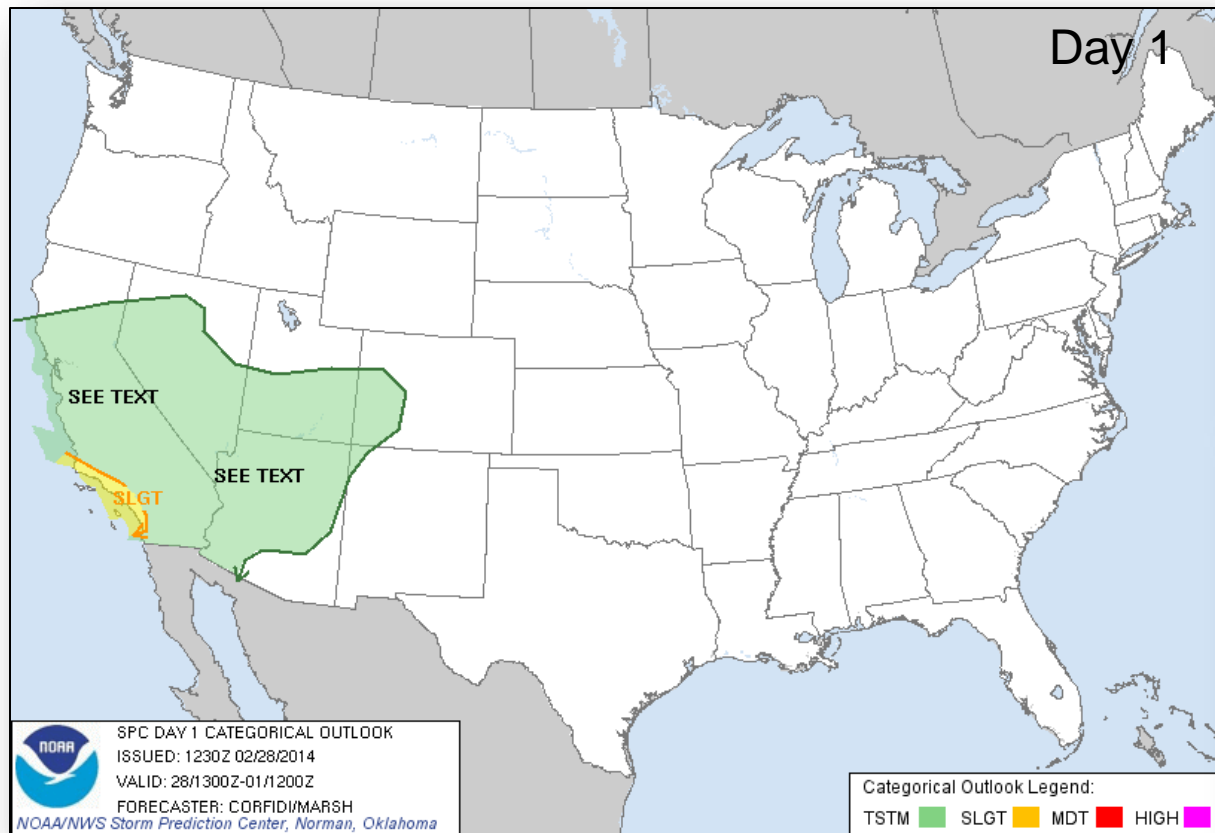 Day 1
SEE TEXT
SEE TEXT
SLGT
NOAA
SPC DAY 1 CATEGORICAL OUTLOOK
ISSUED: 1230Z 02/28/2014
VALID: 28/1300Z-01/1200Z
FORECASTER: CORFIDI/MARSH
NOAA/NWS Storm Prediction Center, Norman, Oklahoma
Categorical Outlook Legend:
TSTM SLGT MDT HIGH